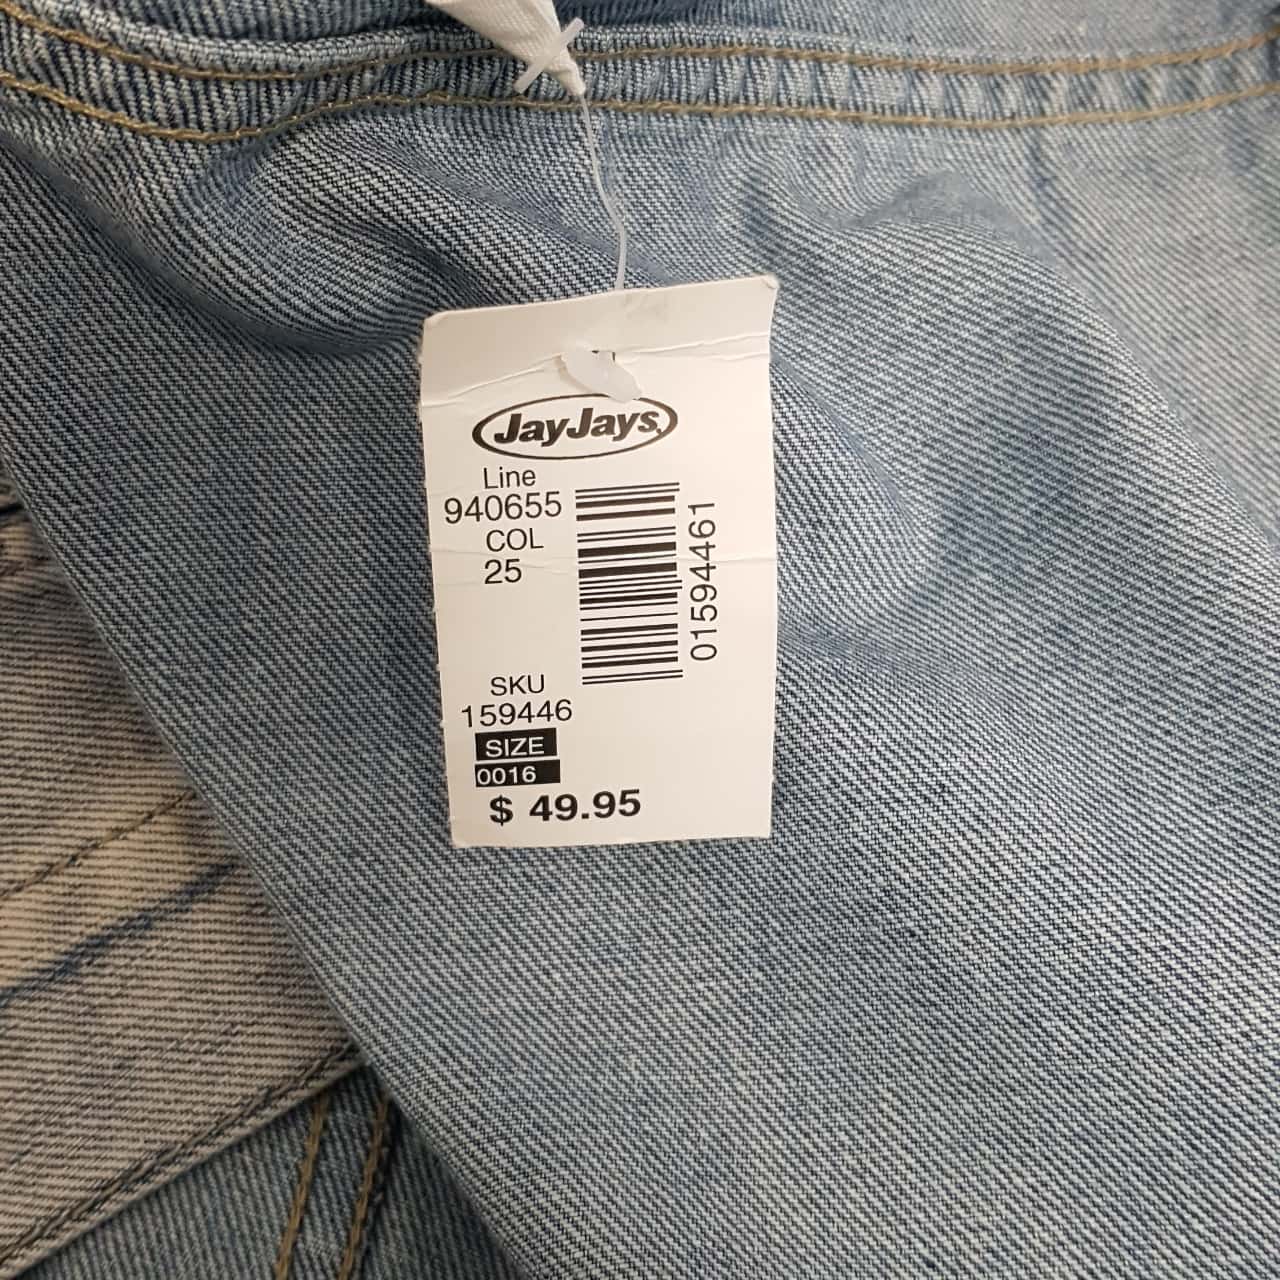 JayJays
Line
940655
COL
25
01594461
SKU
159446
SIZE
0016
$ 49.95